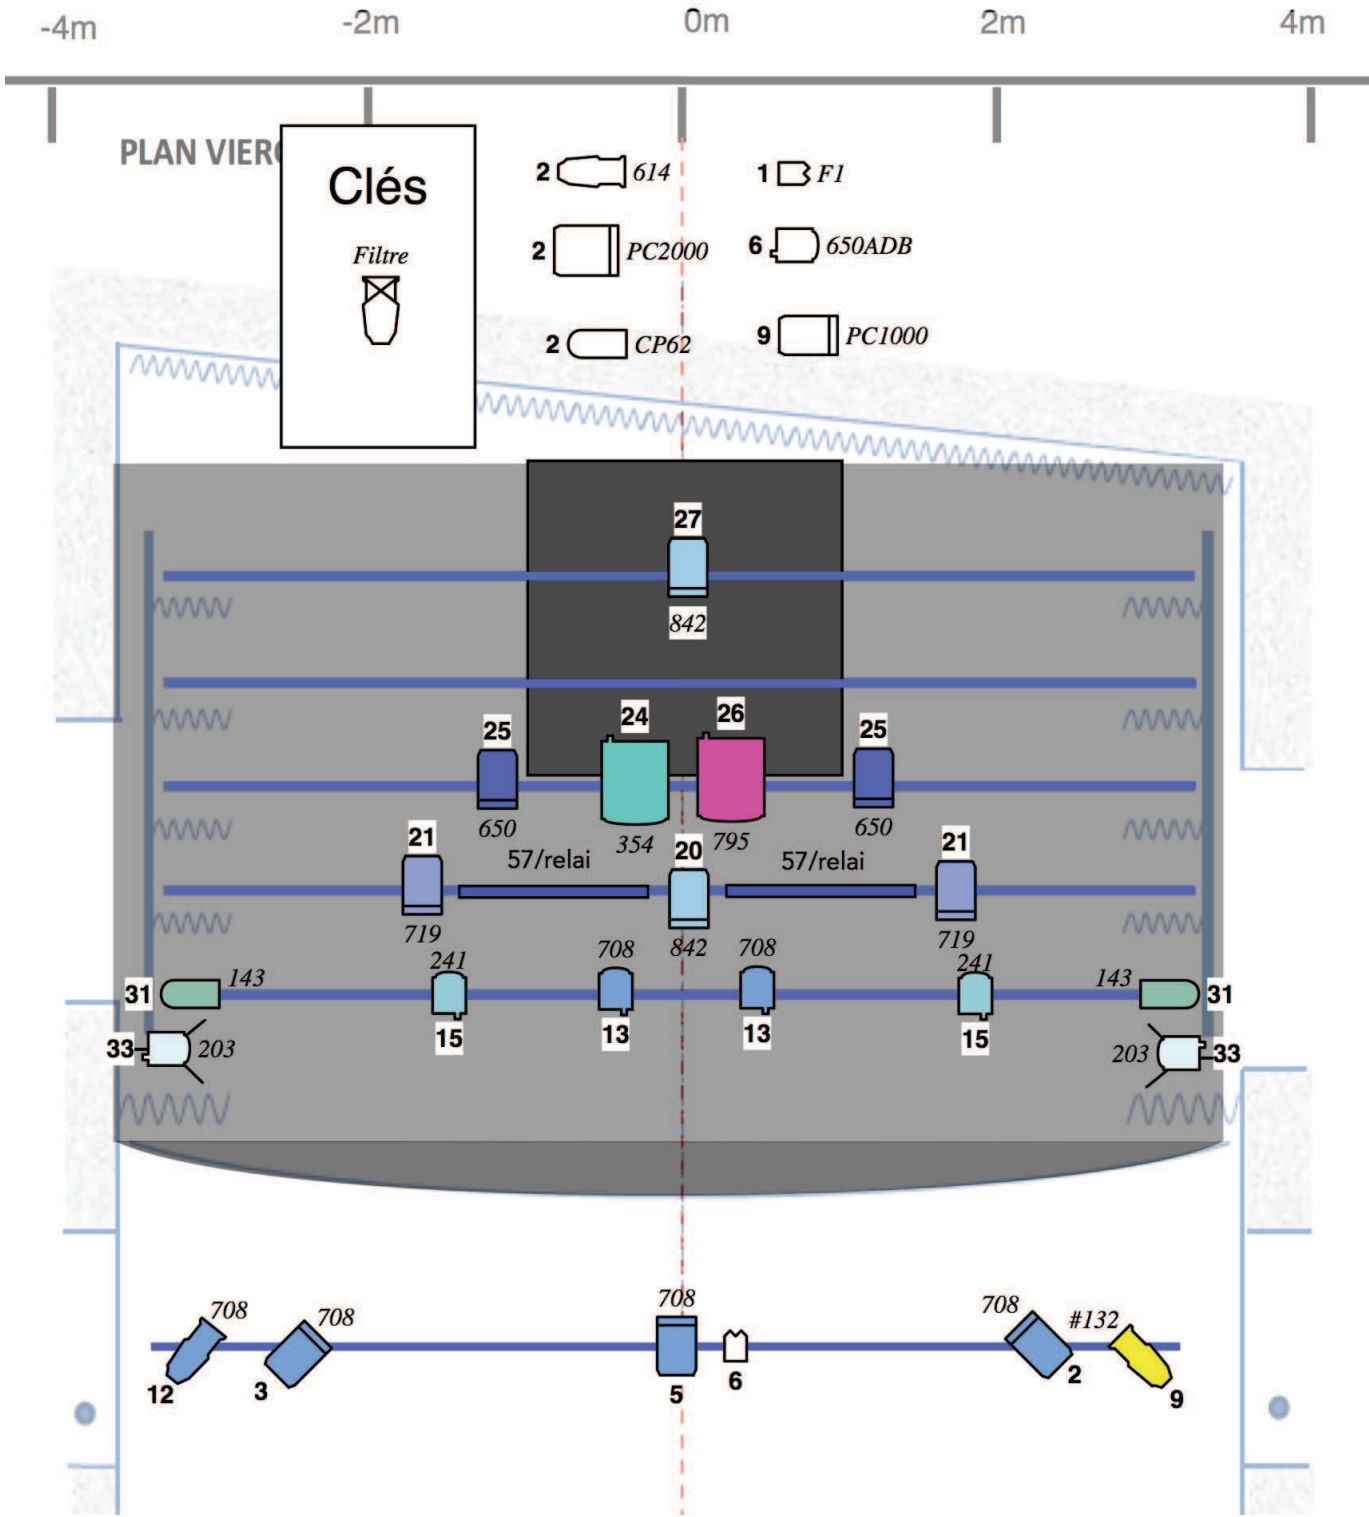 -4m -2m 0m 2m 4m
PLAN VIERG
Clés
Filtre
2 614
1 F1
2 PC2000
6 650ADB
2 CP62
9 PC1000
27
842
24 26
25 25
650 354 795 650
21 57/relai 20 57/relai 21
719 842 719
241 708 708 241
31 143 143 31
15 13 13 15
33 203 203 33
708 708 708 708 #132
12 3 5 6 2 9